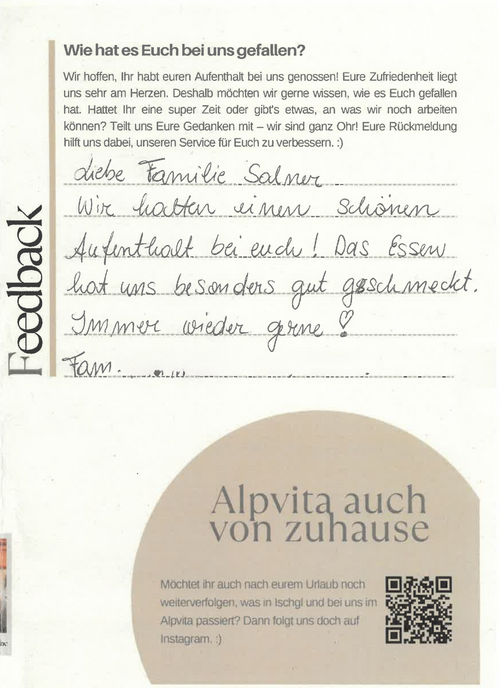 Wie hat es Euch bei uns gefallen?
Wir hoffen, Ihr habt euren Aufenthalt bei uns genossen! Eure Zufriedenheit liegt
uns sehr am Herzen. Deshalb möchten wir gerne wissen, wie es Euch gefallen
hat. Hattet Ihr eine super Zeit oder gibt's etwas, an was wir noch arbeiten
können? Teilt uns Eure Gedanken mit – wir sind ganz Ohr! Eure Rückmeldung
hilft uns dabei, unseren Service für Euch zu verbessern. :)
Feedback
Liebe Familie Salner
Wir hatten einen schönen
Aufenthalt bei euch! Das Essen
hat uns besonders gut geschmeckt.
Immer wieder gerne!
Fam.
Alpvita auch
von zuhause
Möchtet ihr auch nach eurem Urlaub noch
weiterverfolgen, was in Ischgl und bei uns im
Alpvita passiert? Dann folgt uns doch auf
Instagram. :)